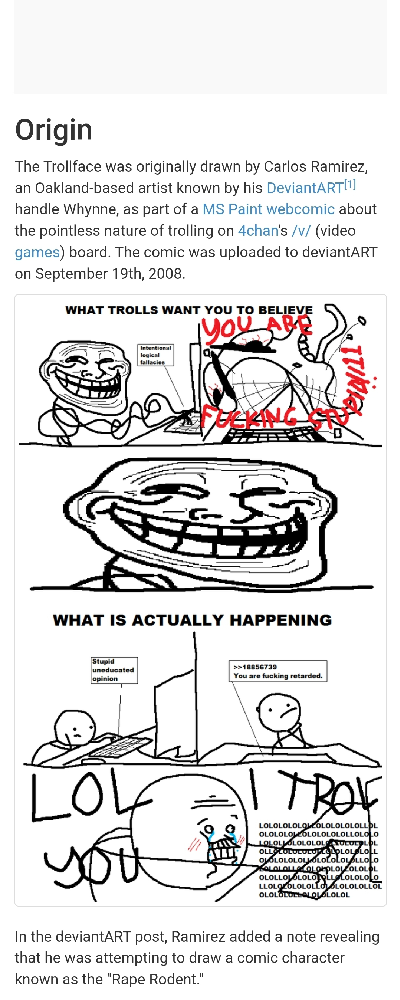 Origin
The Trollface was originally drawn by Carlos Ramirez,
an Oakland-based artist known by his DeviantART[1]
handle Whynne, as part of a MS Paint webcomic about
the pointless nature of trolling on 4chan's /v/ (video
games) board. The comic was uploaded to deviantART
on September 19th, 2008.
WHAT TROLLS WANT YOU TO BELIEVE
YOU ARE
Intentional
logical
fallacies
FUCKING
WHAT IS ACTUALLY HAPPENING
Stupid
uneducated
opinion
>>18856739
You are fucking retarded.
LOL I TROL
YOU
In the deviantART post, Ramirez added a note revealing
that he was attempting to draw a comic character
known as the "Rape Rodent."